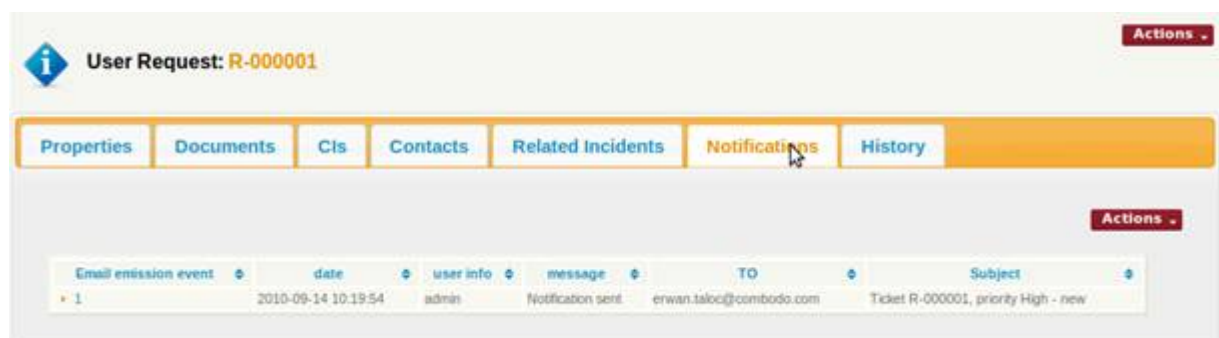 Actions
User Request: R-000001
Properties Documents CIs Contacts Related Incidents Notifications History
Actions
Email emission event date user info message TO Subject
1 2010-09-14 10:19:54 admin Notification sent erwan.taloc@combodo.com Ticket R-000001, priority High - new